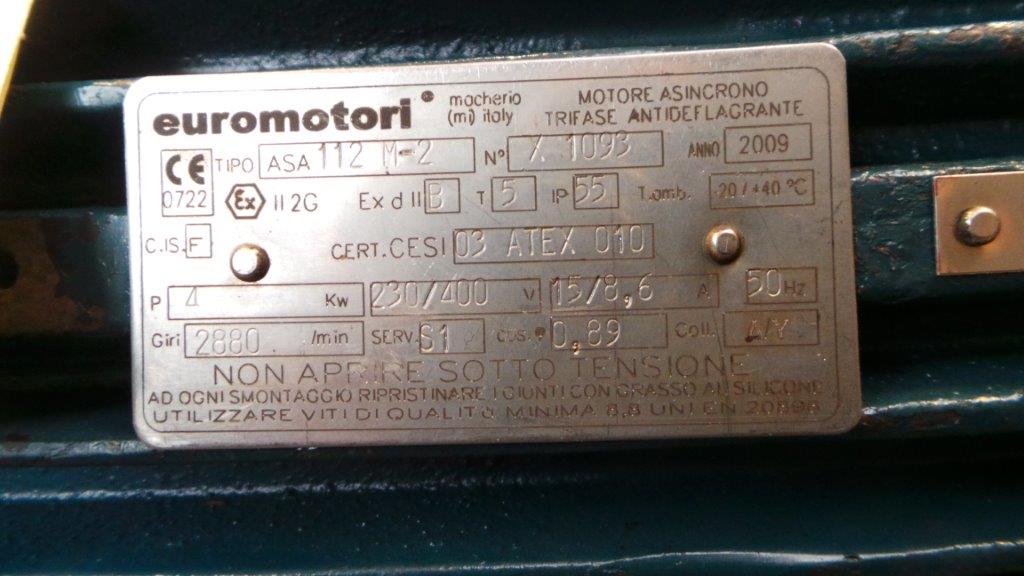 euromotori® macherio (mi) italy
MOTORE ASINCRONO
TRIFASE ANTIDEFLAGRANTE
TIPO ASA 112 M-2 N° X 1093 ANNO 2009
CE 0722 Ex II 2G Ex d II B T 5 IP 55 T.amb. -20 / +40 °C
C.IS. F CERT. CESI 03 ATEX 010
P 4 Kw 230/400 V 15/8,6 A 50 Hz
Giri 2880 /min SERV. S1 cos.φ 0,89 Coll. Δ/Y
NON APRIRE SOTTO TENSIONE
AD OGNI SMONTAGGIO RIPRISTINARE I GIUNTI CON GRASSO AL SILICONE
UTILIZZARE VITI DI QUALITÒ MINIMA 8,8 UNI EN 20898